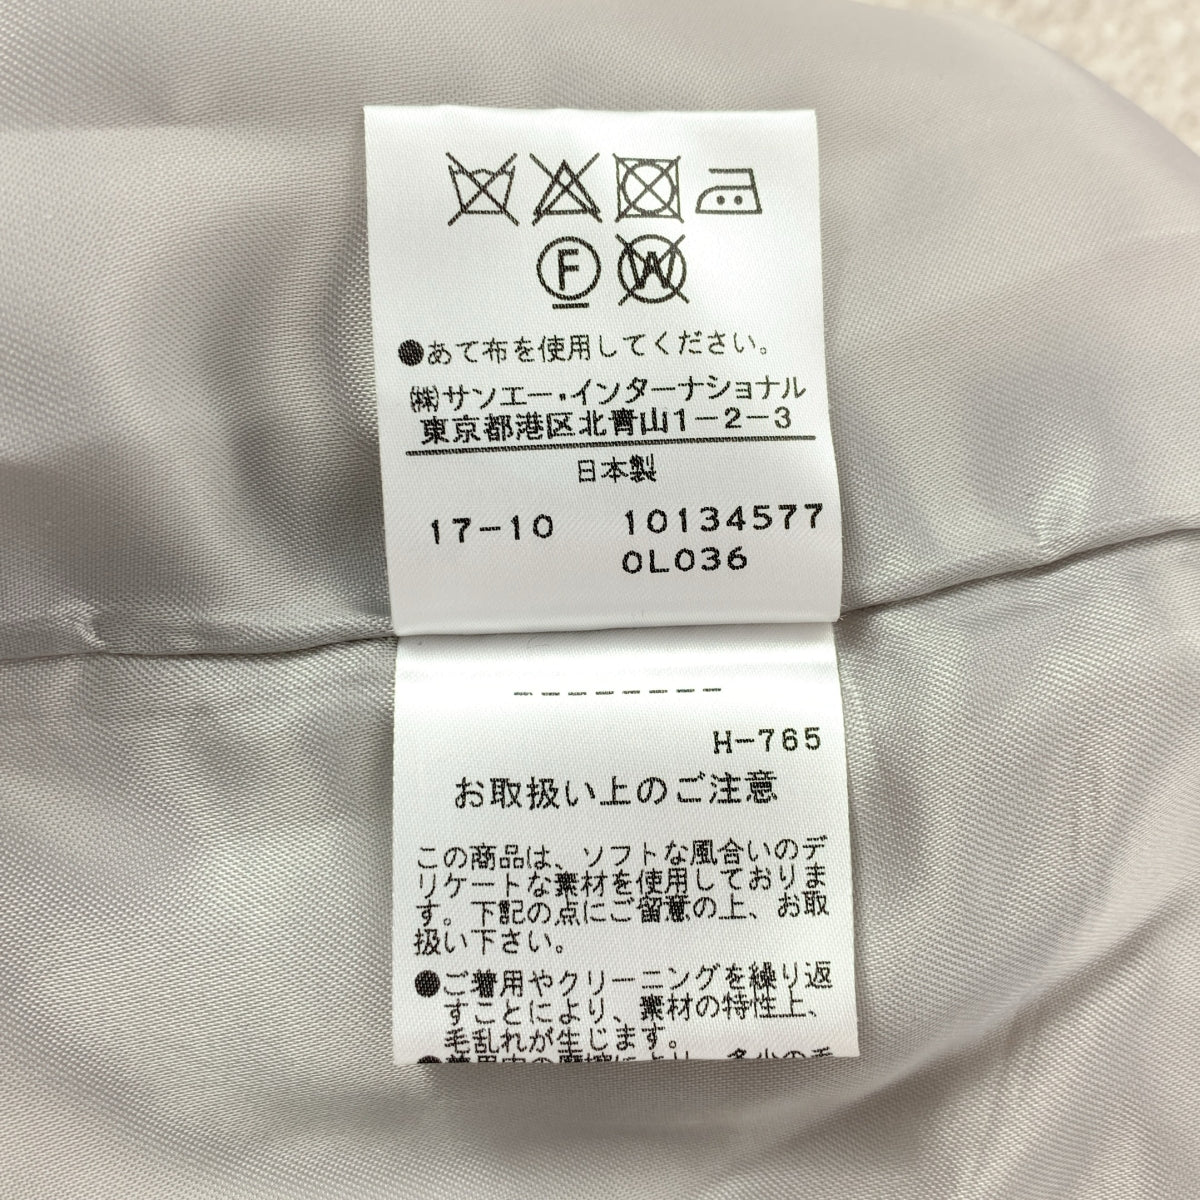 F
W
●あて布を使用してください。
㈱サンエー・インターナショナル
東京都港区北青山1-2-3
日本製
17-10 10134577
0L036
H-765
お取扱い上のご注意
この商品は、ソフトな風合いのデ
リケートな素材を使用しておりま
す。下記の点にご留意の上、お取
扱い下さい。
●ご着用やクリーニングを繰り返
すことにより、素材の特性上、
毛乱れが生じます。